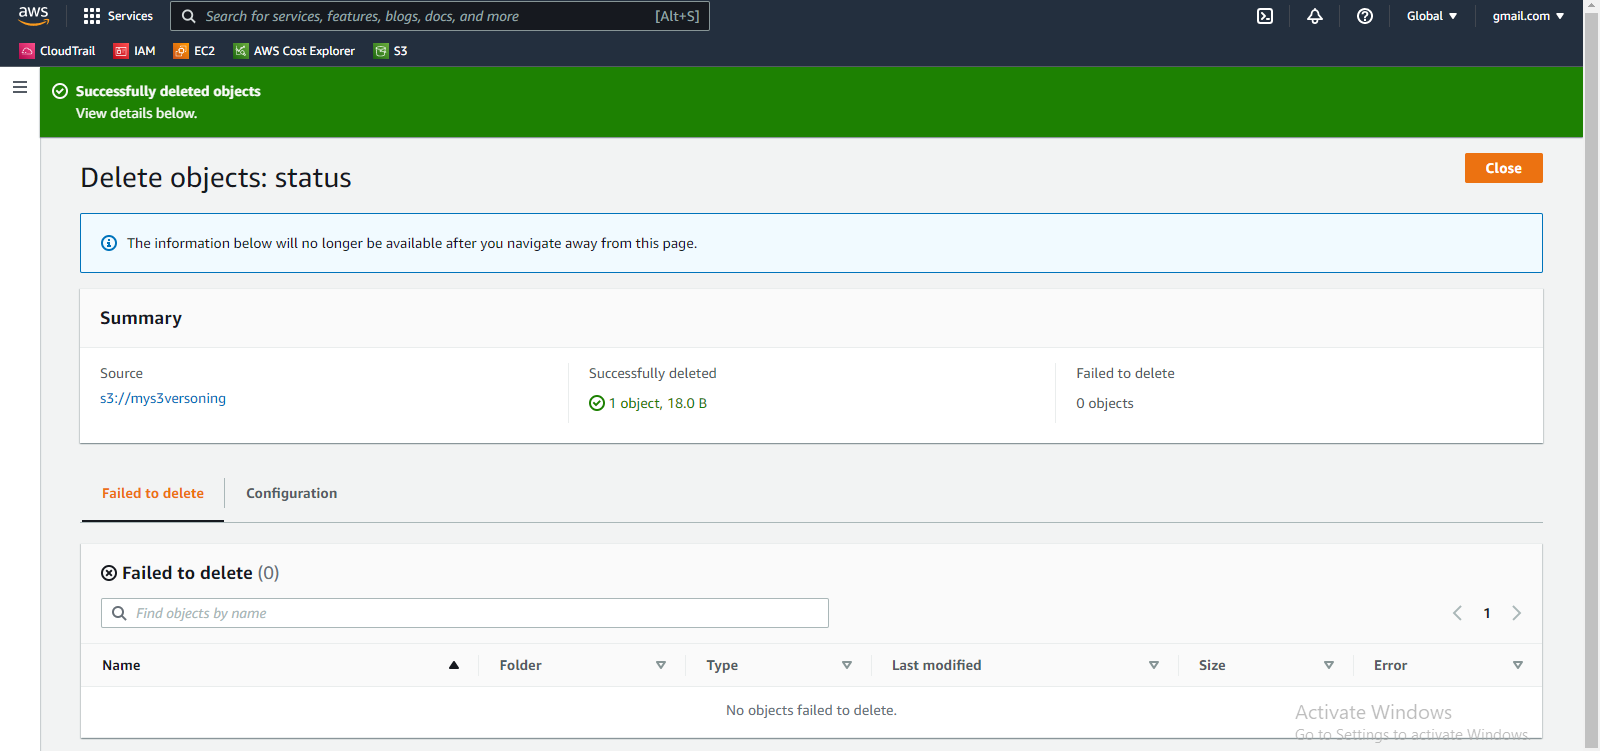 aws
Services
Search for services, features, blogs, docs, and more [Alt+S]
Global
gmail.com
CloudTrail IAM EC2 AWS Cost Explorer S3
Successfully deleted objects
View details below.
Delete objects: status
Close
The information below will no longer be available after you navigate away from this page.
Summary
Source
s3://mys3versoning
Successfully deleted
1 object, 18.0 B
Failed to delete
0 objects
Failed to delete Configuration
Failed to delete (0)
Find objects by name
1
Name Folder Type Last modified Size Error
No objects failed to delete.
Activate Windows
Go to Settings to activate Windows.